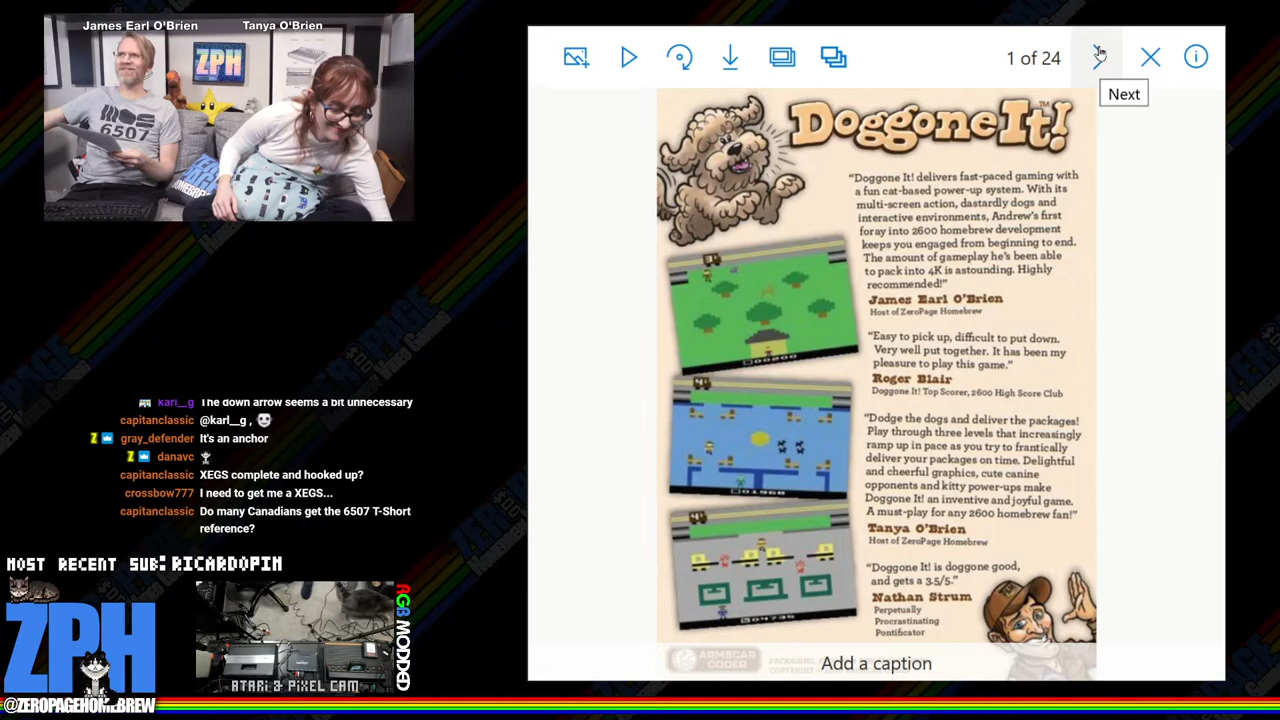 James Earl O'Brien
Tanya O'Brien
ZPH
MOS
6507
kari__g The down arrow seems a bit unnecessary
capitanclassic @karl_g ,
gray_defender It's an anchor
danavc
capitanclassic XEGS complete and hooked up?
crossbow777 I need to get me a XEGS...
capitanclassic Do many Canadians get the 6507 T-Short
reference?
MOST RECENT SUB: RICARDOPIM
ZPH
@ZEROPAGEHOMEBREW
ATARI & PIXEL CAM
RGB MODDED
1 of 24
Next
DoggoneIt!™
"Doggone It! delivers fast-paced gaming with
a fun cat-based power-up system. With its
multi-screen action, dastardly dogs and
interactive environments, Andrew's first
foray into 2600 homebrew development
keeps you engaged from beginning to end.
The amount of gameplay he's been able
to pack into 4K is astounding. Highly
recommended!"
James Earl O'Brien
Host of ZeroPage Homebrew
"Easy to pick up, difficult to put down.
Very well put together. It has been my
pleasure to play this game."
Roger Blair
Doggone It! Top Scorer, 2600 High Score Club
"Dodge the dogs and deliver the packages!
Play through three levels that increasingly
ramp up in pace as you try to frantically
deliver your packages on time. Delightful
and cheerful graphics, cute canine
opponents and kitty power-ups make
Doggone It! an inventive and joyful game.
A must-play for any 2600 homebrew fan!"
Tanya O'Brien
Host of ZeroPage Homebrew
"Doggone It! is doggone good,
and gets a 3.5/5."
Nathan Strum
Perpetually
Procrastinating
Pontificator
00200
01968
04735
ARMSCAR
CODER
Add a caption